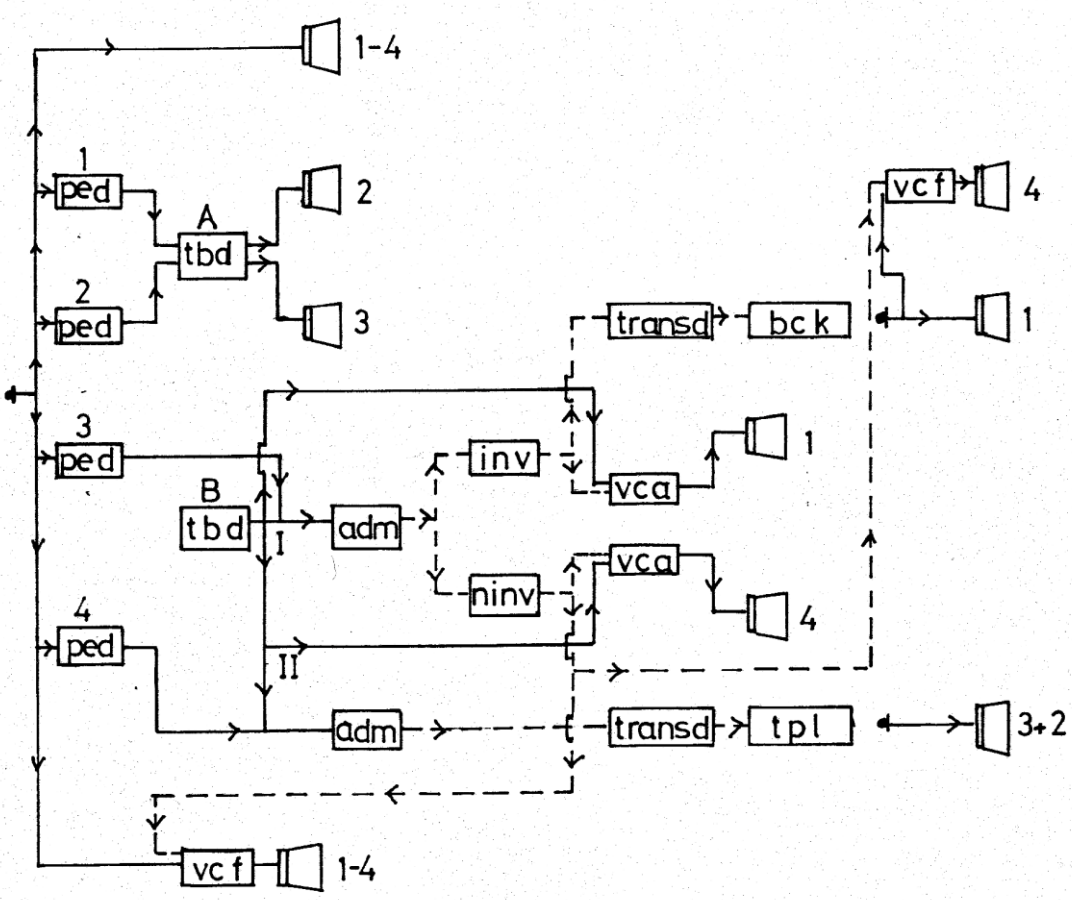 1-4
1
ped
2
vcf
4
A
tbd
2
ped
3
transd
bck
1
3
ped
inv
1
B
tbd
I
adm
vca
vca
ninv
4
4
ped
II
adm
transd
tpl
3+2
vcf
1-4